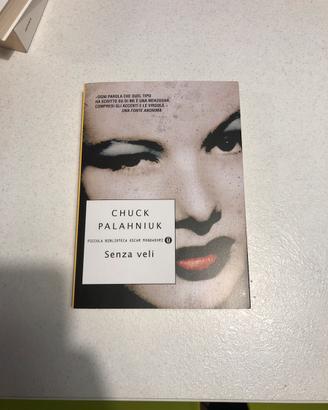 «OGNI PAROLA CHE QUEL TIPO
HA SCRITTO SU DI ME È UNA MENZOGNA,
COMPRESI GLI ACCENTI E LE VIRGOLE.»
UNA FONTE ANONIMA
CHUCK
PALAHNIUK
PICCOLA BIBLIOTECA OSCAR MONDADORI
Senza veli